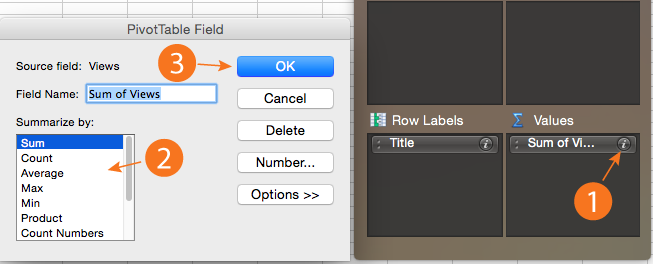 PivotTable Field
Source field: Views
3
OK
Field Name: Sum of Views
Cancel
Summarize by:
Delete
Sum
Count
Average
Max
Min
Product
Count Numbers
2
Number...
Options >>
Row Labels
Σ Values
Title
Sum of Vi...
1